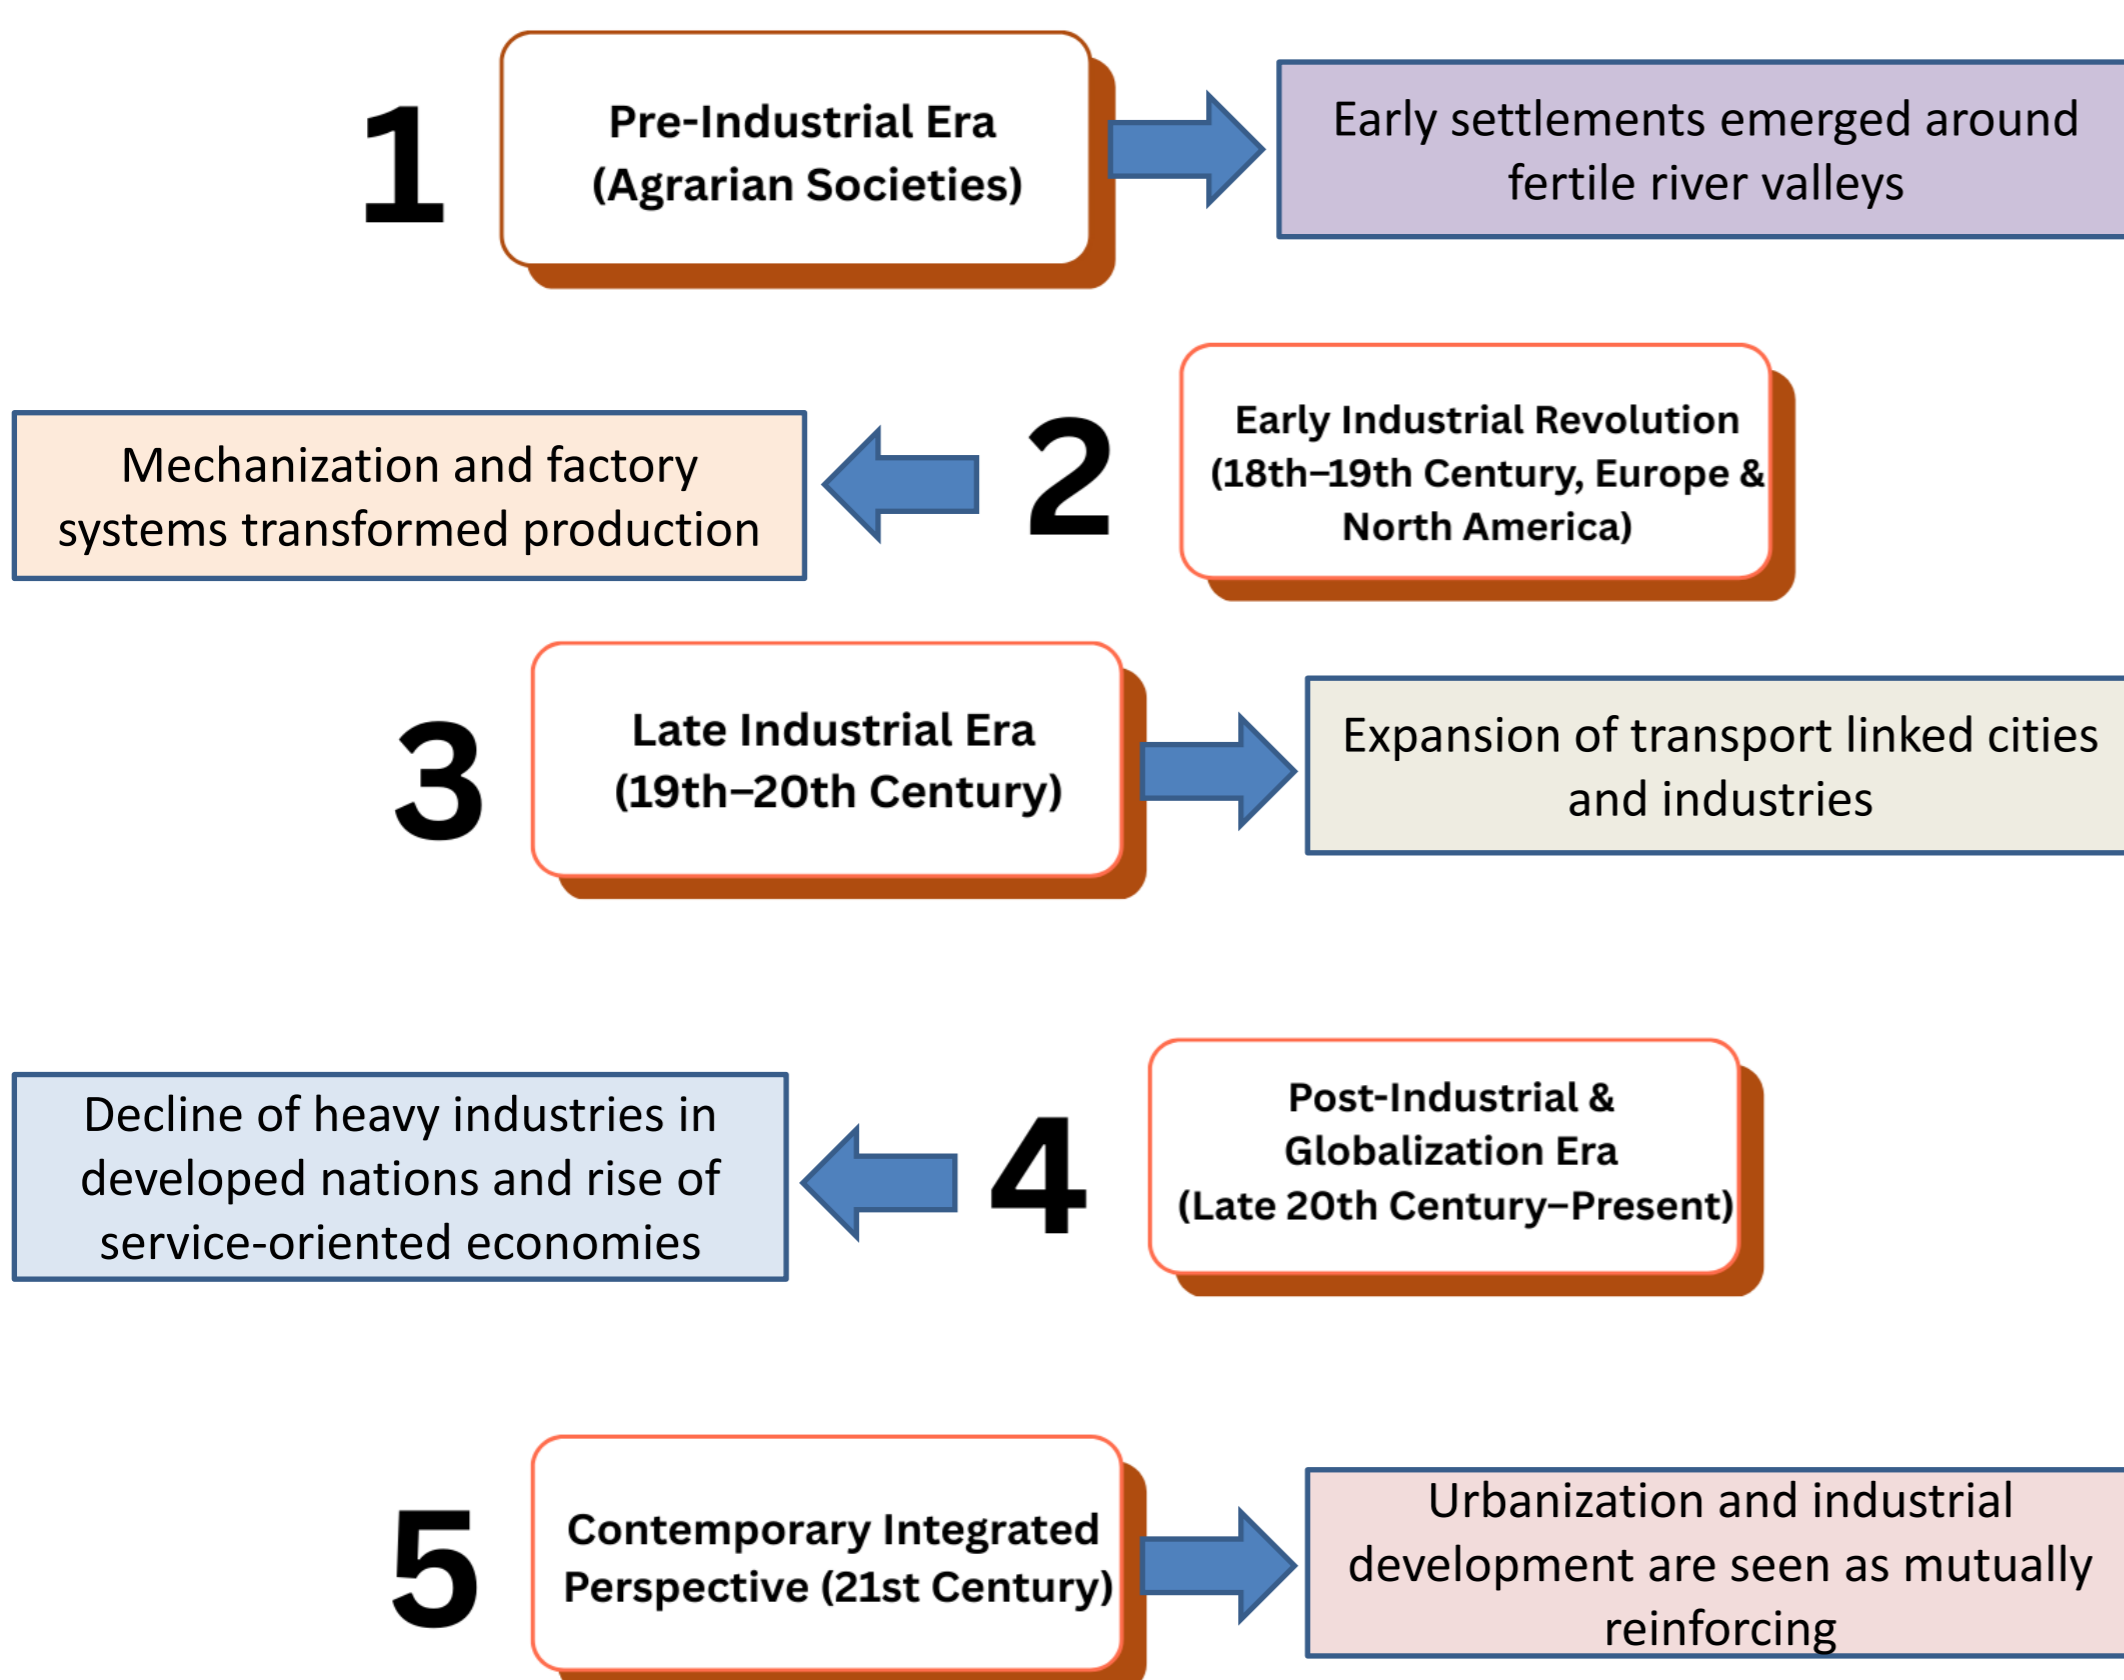 1
Pre-Industrial Era
(Agrarian Societies)
Early settlements emerged around
fertile river valleys
Mechanization and factory
systems transformed production
2
Early Industrial Revolution
(18th–19th Century, Europe &
North America)
3
Late Industrial Era
(19th–20th Century)
Expansion of transport linked cities
and industries
Decline of heavy industries in
developed nations and rise of
service-oriented economies
4
Post-Industrial &
Globalization Era
(Late 20th Century–Present)
5
Contemporary Integrated
Perspective (21st Century)
Urbanization and industrial
development are seen as mutually
reinforcing